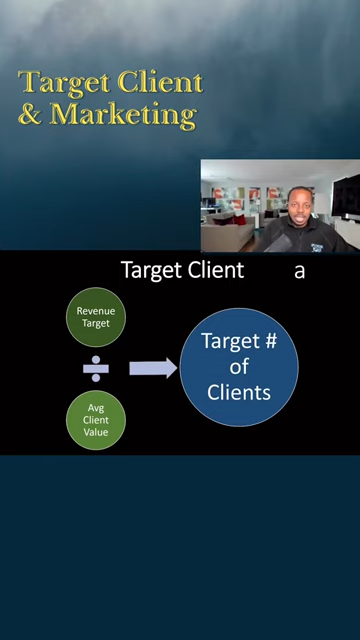 Target Client
& Marketing
Target Client a
Revenue
Target
Avg
Client
Value
Target #
of
Clients